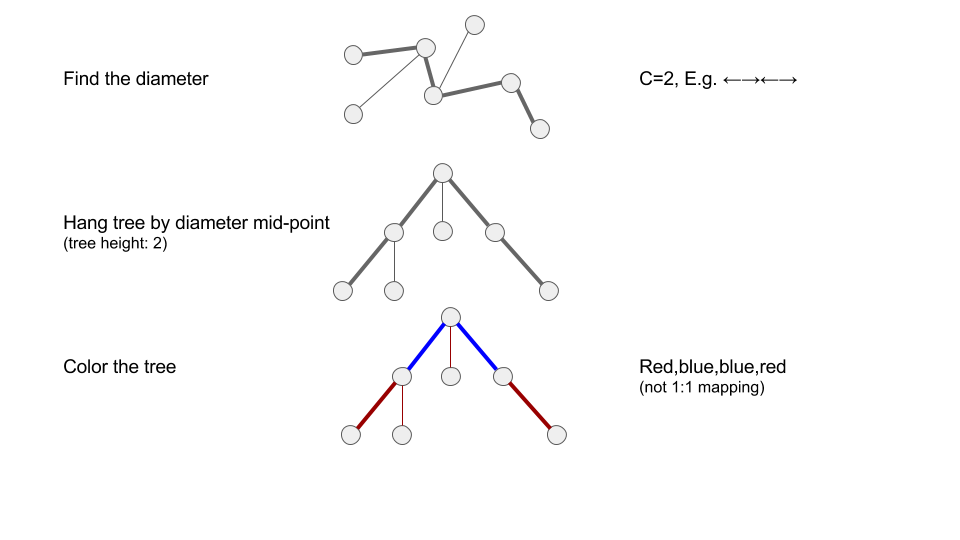 Find the diameter
C=2, E.g. ←→←→
Hang tree by diameter mid-point
(tree height: 2)
Color the tree
Red,blue,blue,red
(not 1:1 mapping)